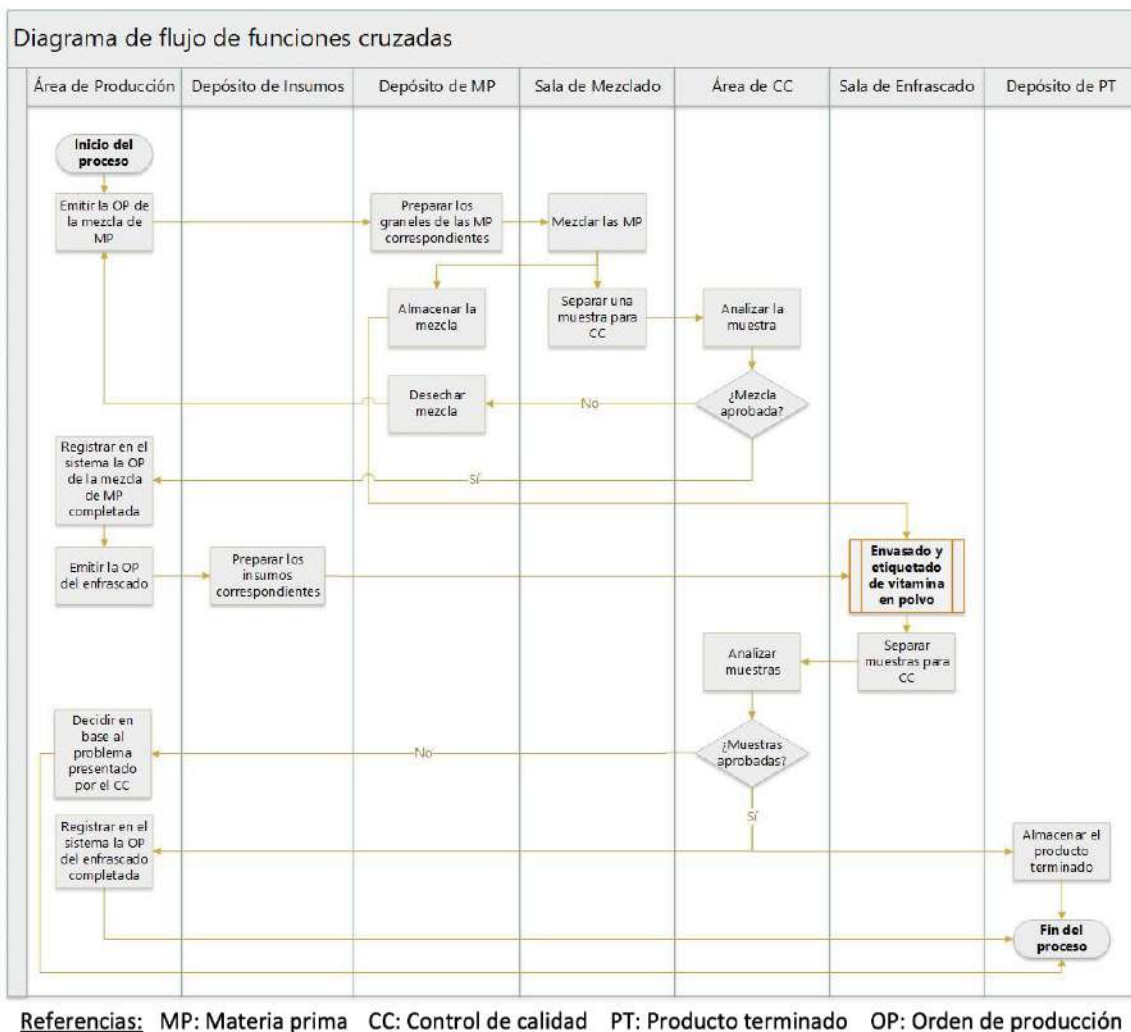 Diagrama de flujo de funciones cruzadas
Área de Producción
Depósito de Insumos
Depósito de MP
Sala de Mezclado
Área de CC
Sala de Enfrascado
Depósito de PT
Inicio del
proceso
Emitir la OP de
la mezcla de
MP
Preparar los
graneles de las MP
correspondientes
Mezclar las MP
Almacenar la
mezcla
Separar una
muestra para
CC
Analizar la
muestra
Desechar
mezcla
No
¿Mezcla
aprobada?
Registrar en el
sistema la OP
de la mezcla
de MP
completada
Sí
Emitir la OP
del enfrascado
Preparar los
insumos
correspondientes
Envasado y
etiquetado
de vitamina
en polvo
Analizar
muestras
Separar
muestras para
CC
Decidir en
base al
problema
presentado
por el CC
No
¿Muestras
aprobadas?
Sí
Registrar en el
sistema la OP
del enfrascado
completada
Almacenar el
producto
terminado
Fin del
proceso
Referencias: MP: Materia prima CC: Control de calidad PT: Producto terminado OP: Orden de producción